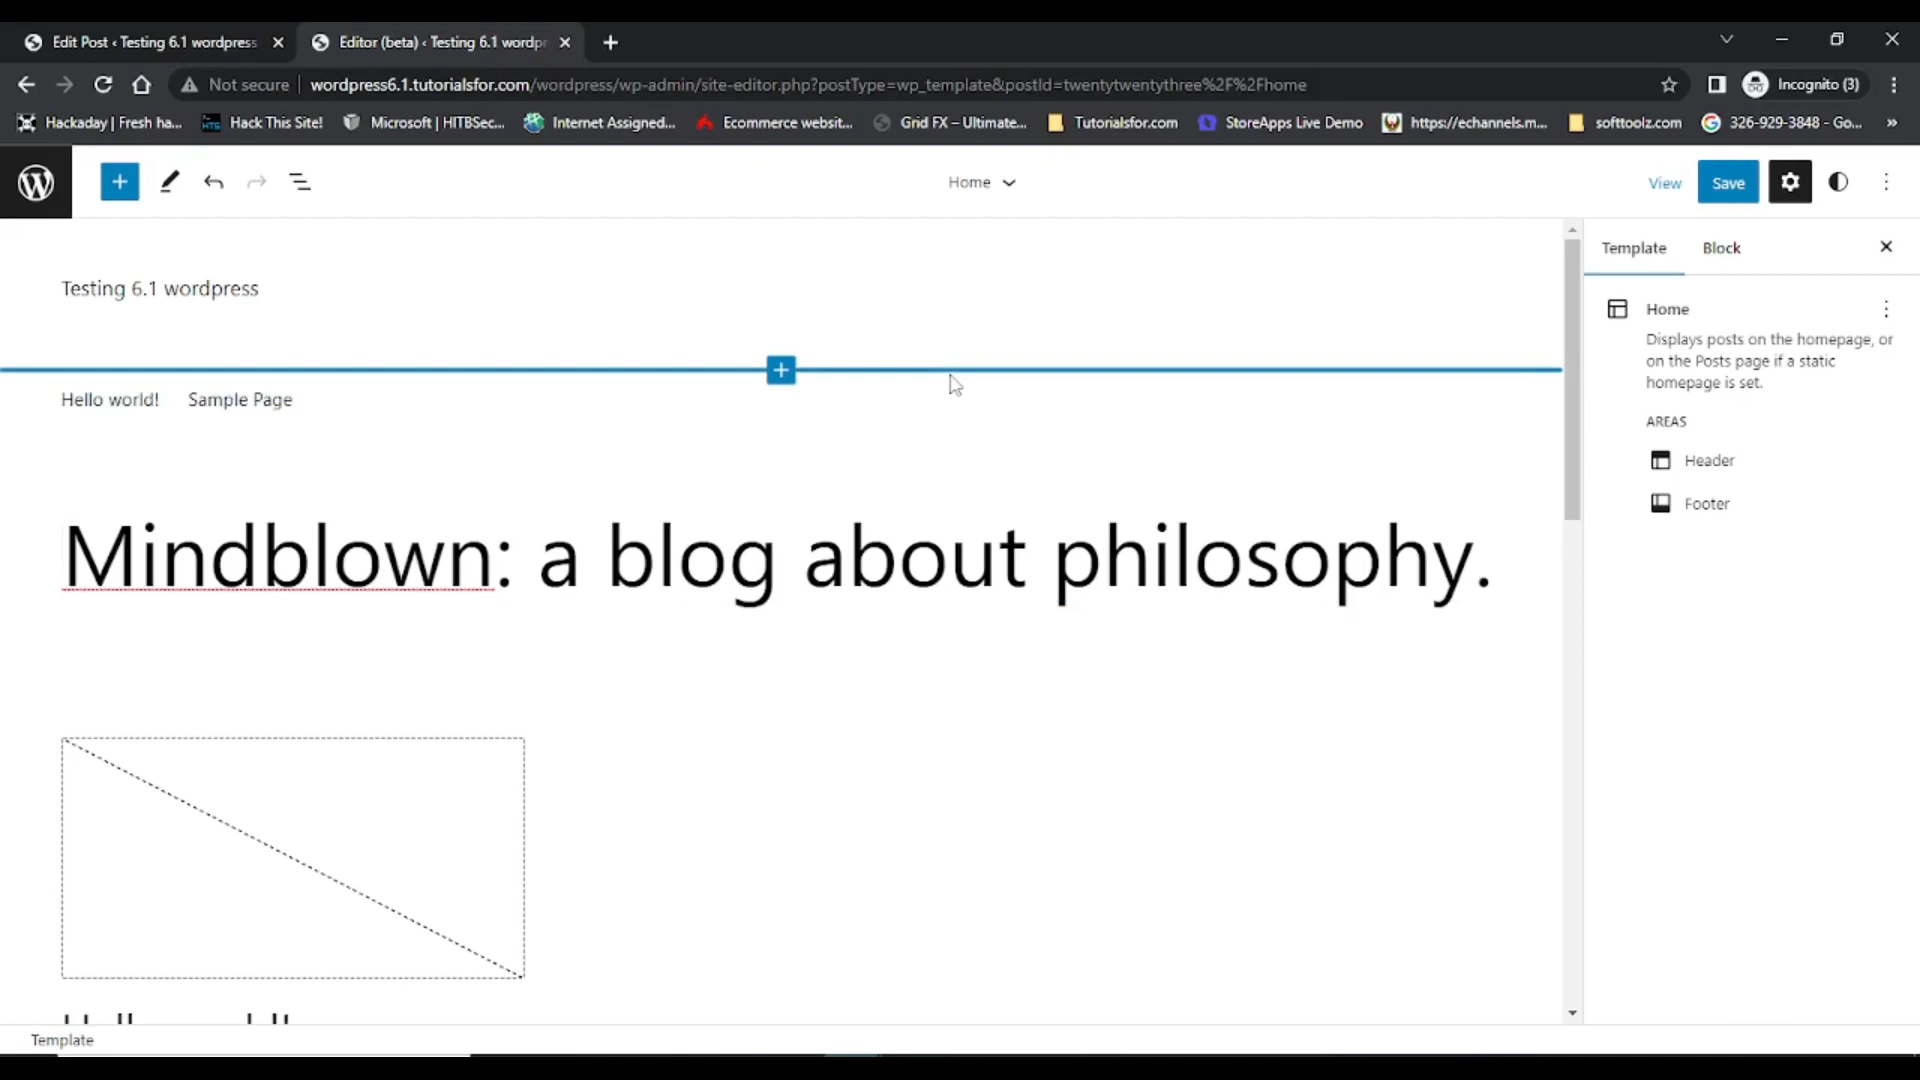 Edit Post ‹ Testing 6.1 wordpress
Editor (beta) ‹ Testing 6.1 wordpr
Not secure
wordpress6.1.tutorialsfor.com/wordpress/wp-admin/site-editor.php?postType=wp_template&postId=twentytwentythree%2F%2Fhome
Incognito (3)
Hackaday | Fresh ha...
Hack This Site!
Microsoft | HITBSec...
Internet Assigned...
Ecommerce websit...
Grid FX – Ultimate...
Tutorialsfor.com
StoreApps Live Demo
https://echannels.m...
softtoolz.com
326-929-3848 - Go...
Home
View
Save
Testing 6.1 wordpress
Hello world!
Sample Page
Mindblown: a blog about philosophy.
Template
Block
Home
Displays posts on the homepage, or
on the Posts page if a static
homepage is set.
AREAS
Header
Footer
Template